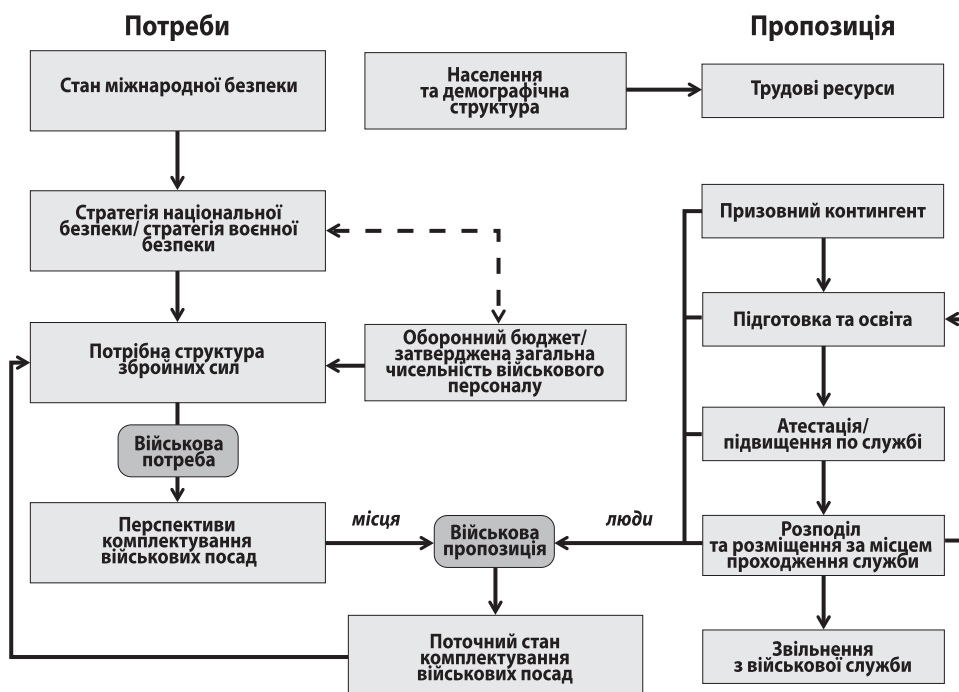 Потреби
Пропозиція
Стан міжнародної безпеки
Населення
та демографічна
структура
Трудові ресурси
Стратегія національної
безпеки/ стратегія воєнної
безпеки
Призовний контингент
Підготовка та освіта
Потрібна структура
збройних сил
Оборонний бюджет/
затверджена загальна
чисельність військового
персоналу
Військова
потреба
Атестація/
підвищення по службі
Перспективи
комплектування
військових посад
місця
Військова
пропозиція
люди
Розподіл
та розміщення за місцем
проходження служби
Поточний стан
комплектування
військових посад
Звільнення
з військової служби